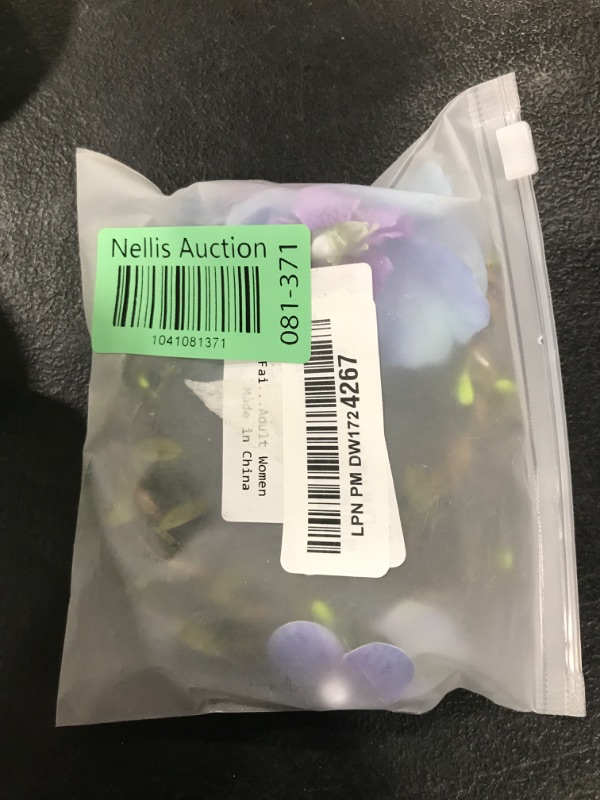 Nellis Auction
1041081371
081-371
LPN PM DW1724267
Fai...Adult Women
Made in China